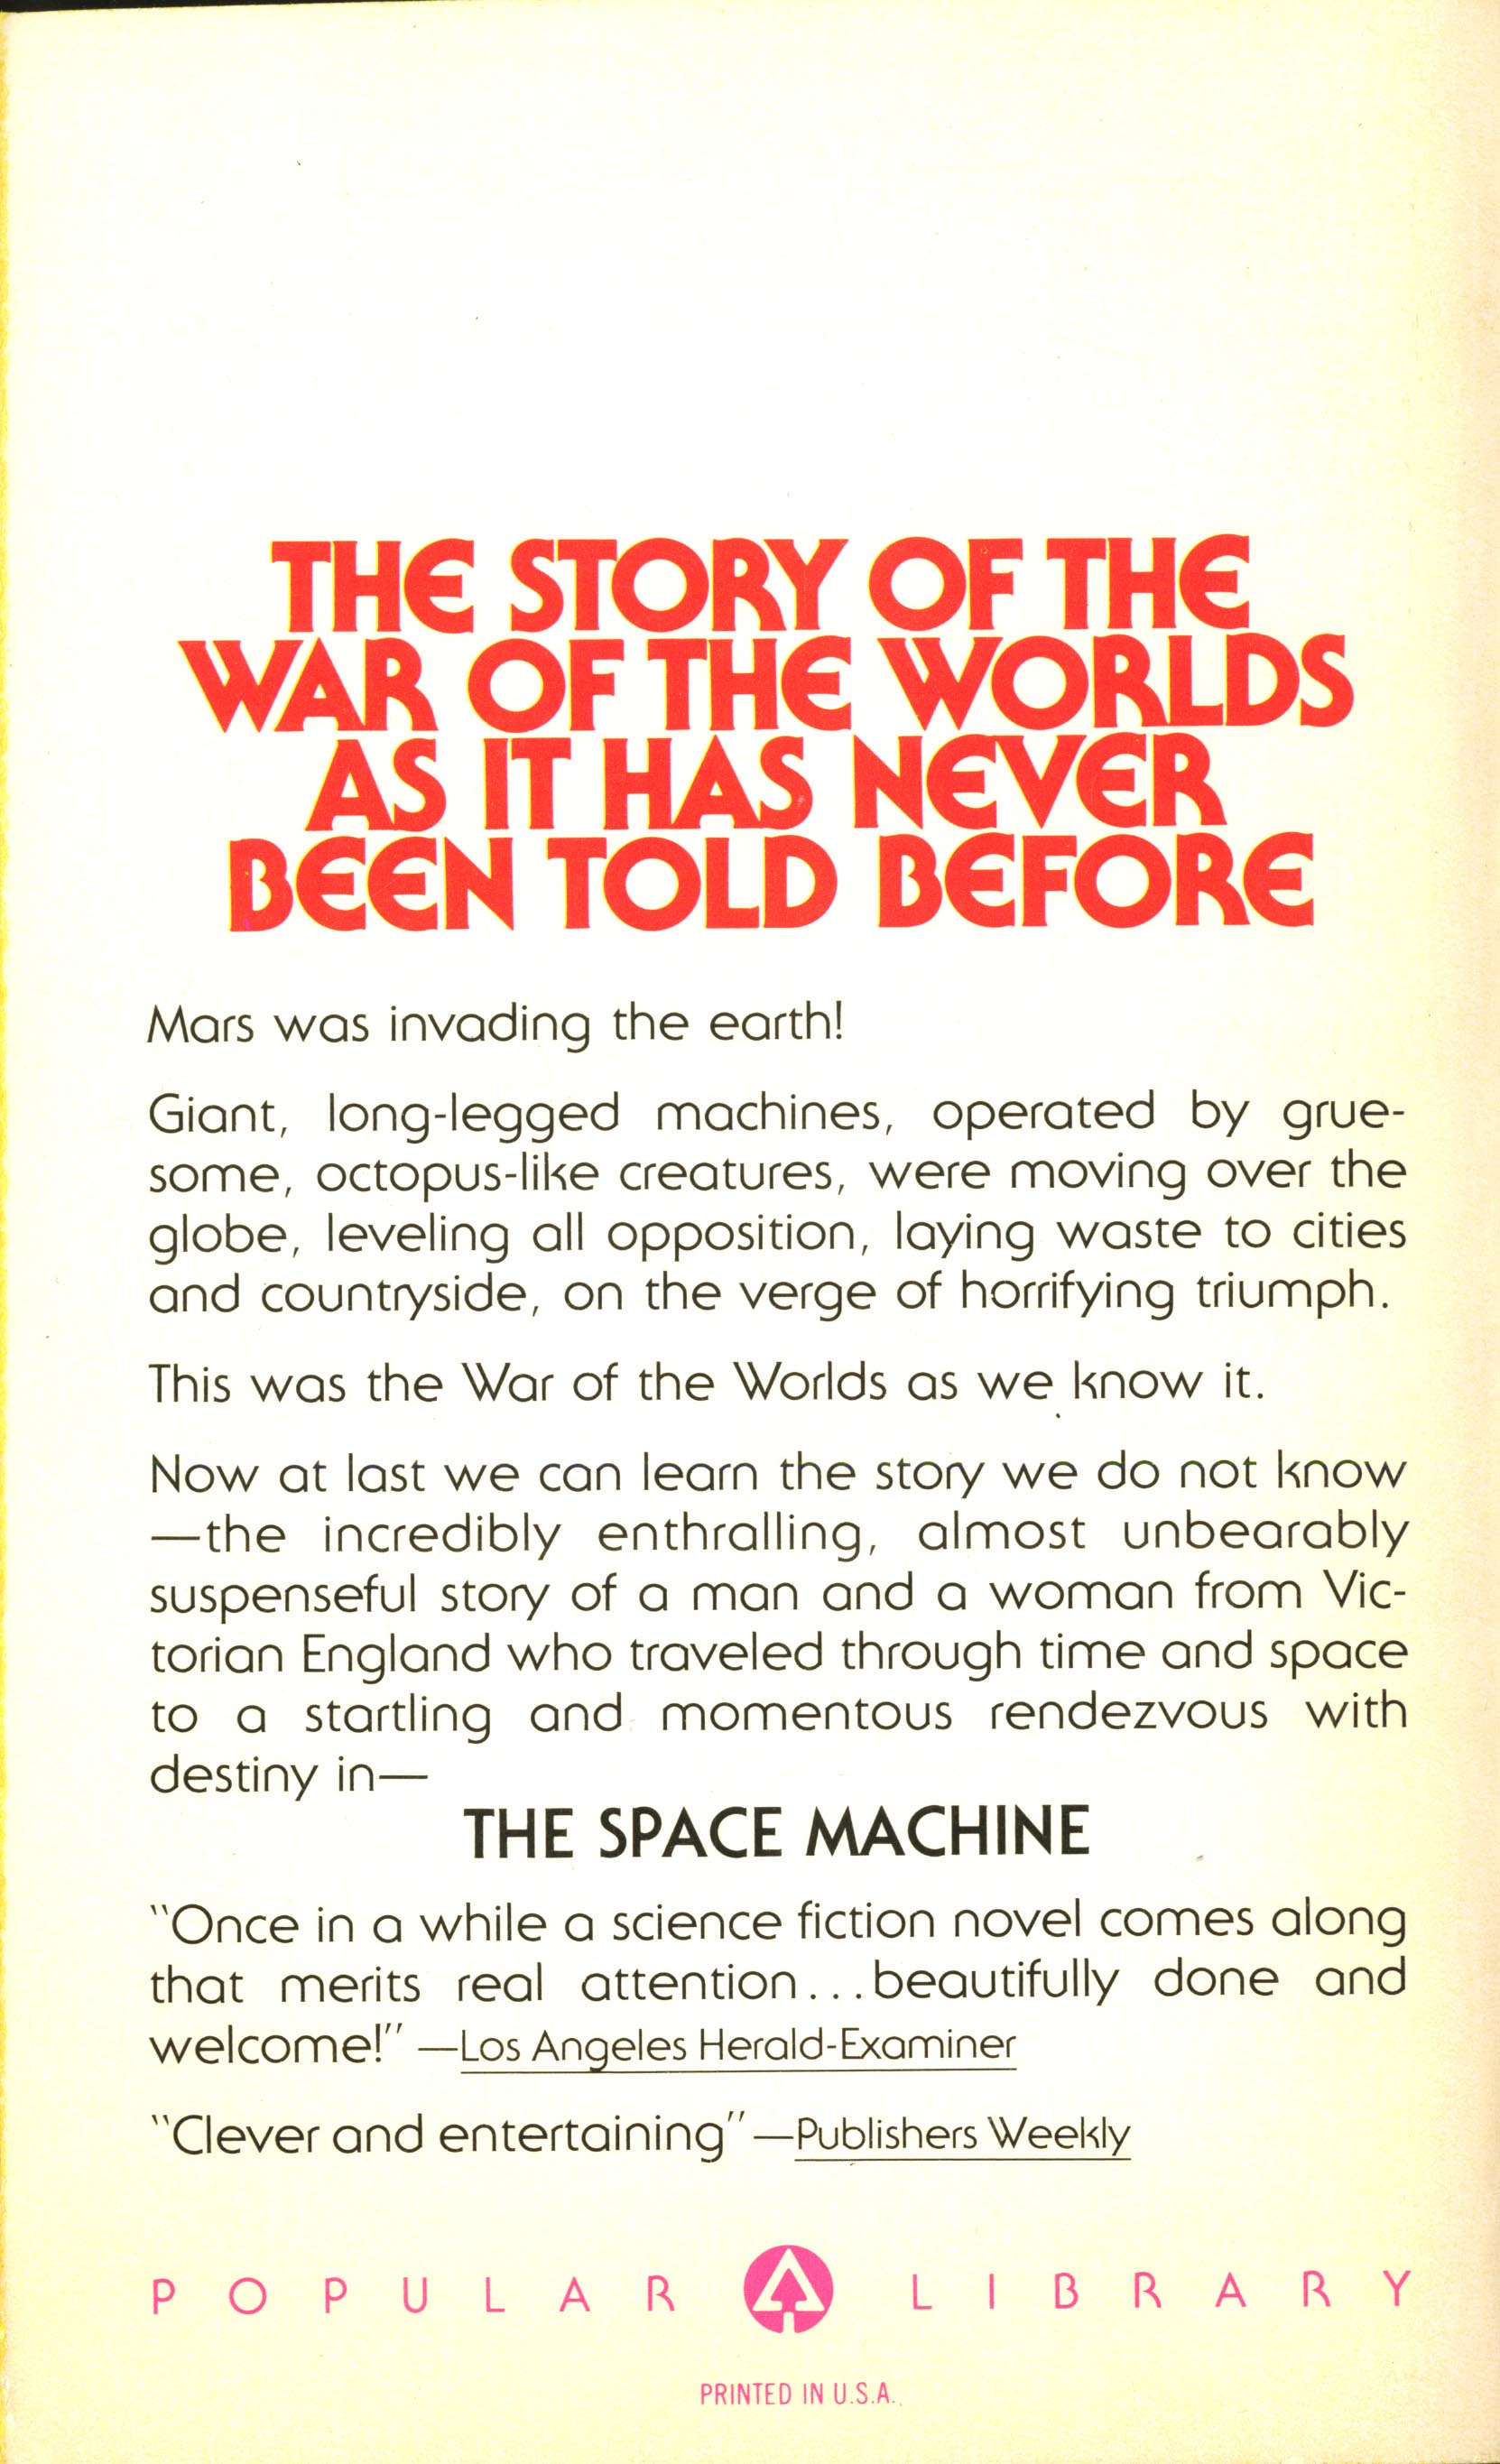 THE STORY OF THE
WAR OF THE WORLDS
AS IT HAS NEVER
BEEN TOLD BEFORE
Mars was invading the earth!
Giant, long-legged machines, operated by grue-
some, octopus-like creatures, were moving over the
globe, leveling all opposition, laying waste to cities
and countryside, on the verge of horrifying triumph.
This was the War of the Worlds as we know it.
Now at last we can learn the story we do not know
—the incredibly enthralling, almost unbearably
suspenseful story of a man and a woman from Vic-
torian England who traveled through time and space
to a startling and momentous rendezvous with
destiny in—
THE SPACE MACHINE
"Once in a while a science fiction novel comes along
that merits real attention...beautifully done and
welcome!" —Los Angeles Herald-Examiner
"Clever and entertaining"—Publishers Weekly
POPULAR LIBRARY
PRINTED IN U.S.A.